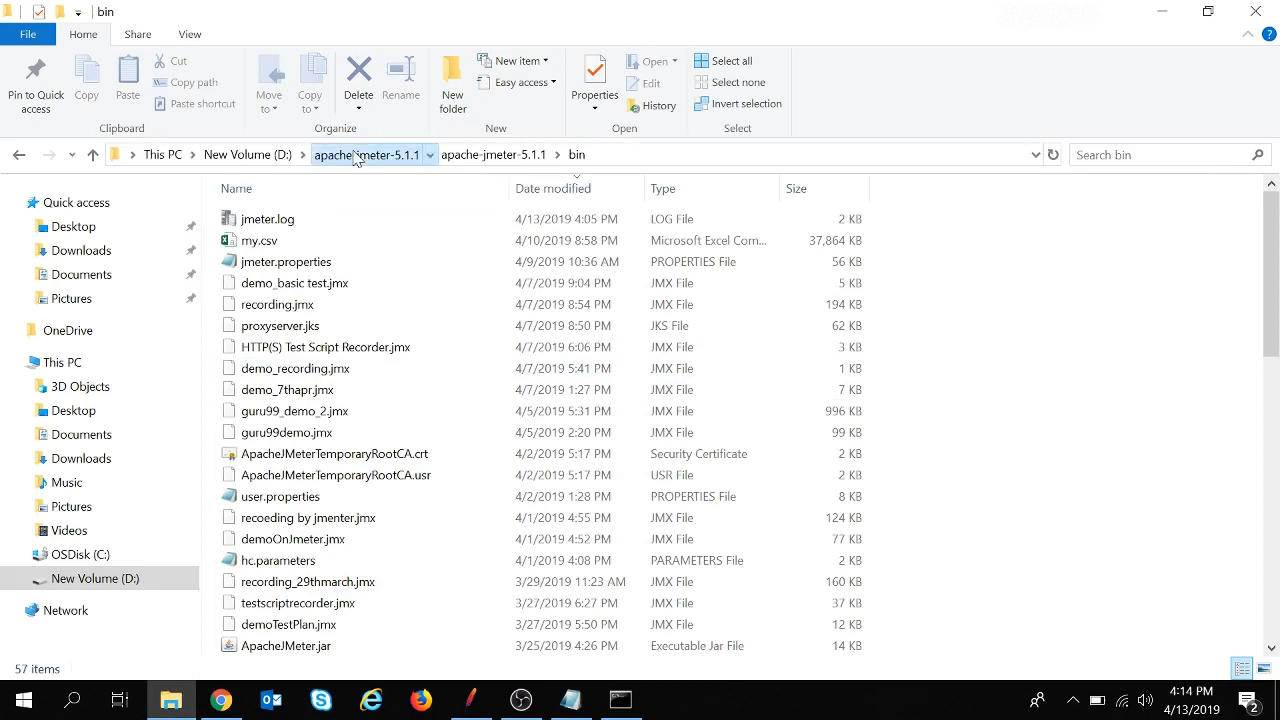 bin
File Home Share View
Pin to Quick access
Copy
Paste
Cut
Copy path
Paste shortcut
Clipboard
Move to
Copy to
Delete
Rename
Organize
New folder
New item
Easy access
New
Properties
Open
Edit
History
Open
Select all
Select none
Invert selection
Select
This PC New Volume (D:) apache-jmeter-5.1.1 apache-jmeter-5.1.1 bin
Search bin
Quick access
Desktop
Downloads
Documents
Pictures
OneDrive
This PC
3D Objects
Desktop
Documents
Downloads
Music
Pictures
Videos
OSDisk (C:)
New Volume (D:)
Network
Name Date modified Type Size
jmeter.log 4/13/2019 4:05 PM LOG File 2 KB
my.csv 4/10/2019 8:58 PM Microsoft Excel Com... 37,864 KB
jmeter.properties 4/9/2019 10:36 AM PROPERTIES File 56 KB
demo_basic test.jmx 4/7/2019 9:04 PM JMX File 5 KB
recording.jmx 4/7/2019 8:54 PM JMX File 194 KB
proxyserver.jks 4/7/2019 8:50 PM JKS File 62 KB
HTTP(S) Test Script Recorder.jmx 4/7/2019 6:06 PM JMX File 3 KB
demo_recording.jmx 4/7/2019 5:41 PM JMX File 1 KB
demo_7thapr.jmx 4/7/2019 1:27 PM JMX File 7 KB
guru99_demo_2.jmx 4/5/2019 5:31 PM JMX File 996 KB
guru99demo.jmx 4/5/2019 2:20 PM JMX File 99 KB
ApacheJMeterTemporaryRootCA.crt 4/2/2019 5:17 PM Security Certificate 2 KB
ApacheJMeterTemporaryRootCA.usr 4/2/2019 5:17 PM USR File 2 KB
user.properties 4/2/2019 1:28 PM PROPERTIES File 8 KB
recoeding by jmenter.jmx 4/1/2019 4:55 PM JMX File 124 KB
demoOnJmeter.jmx 4/1/2019 4:52 PM JMX File 77 KB
hc.parameters 4/1/2019 4:08 PM PARAMETERS File 2 KB
recording_29thmarch.jmx 3/29/2019 11:23 AM JMX File 160 KB
testscriptrecorder.jmx 3/27/2019 6:27 PM JMX File 37 KB
demoTestPlan.jmx 3/27/2019 5:50 PM JMX File 12 KB
ApacheJMeter.jar 3/25/2019 4:26 PM Executable Jar File 14 KB
57 items
4:14 PM
4/13/2019
2